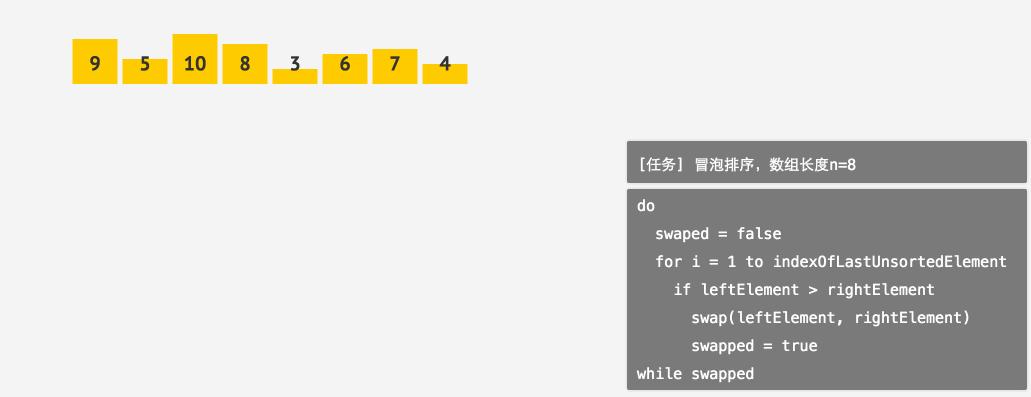 9 5 10 8 3 6 7 4
[任务] 冒泡排序，数组长度n=8
do
swaped = false
for i = 1 to indexOfLastUnsortedElement
if leftElement > rightElement
swap(leftElement, rightElement)
swapped = true
while swapped